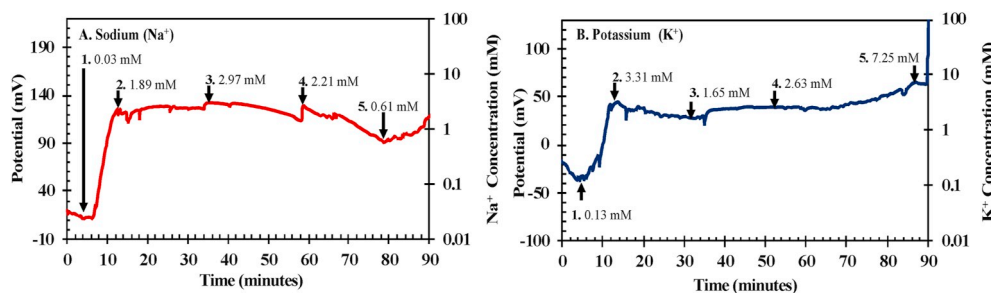 A. Sodium (Na⁺)
190
140
90
40
-10
Potential (mV)
1. 0.03 mM
2. 1.89 mM
3. 2.97 mM
4. 2.21 mM
5. 0.61 mM
100
10
1
0.1
0.01
Na⁺ Concentration (mM)
0 10 20 30 40 50 60 70 80 90
Time (minutes)
B. Potassium (K⁺)
100
50
0
-50
-100
Potential (mV)
1. 0.13 mM
2. 3.31 mM
3. 1.65 mM
4. 2.63 mM
5. 7.25 mM
100
10
1
0.1
0.01
K⁺ Concentration (mM)
0 10 20 30 40 50 60 70 80 90
Time (minutes)